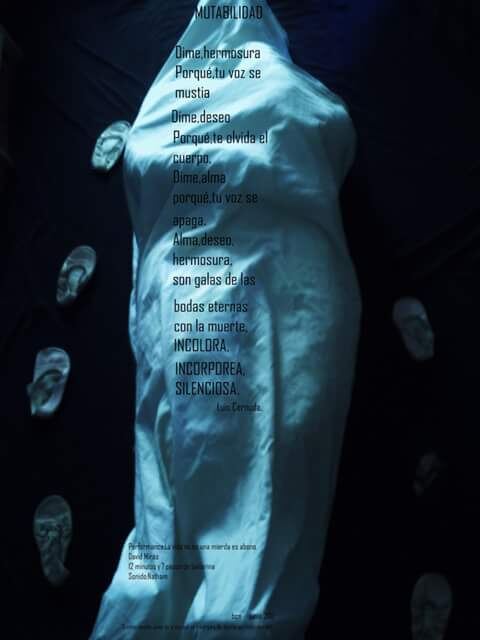 MUTABILIDAD
Dime,hermosura
Porqué,tu voz se
mustia
Dime,deseo
Porqué,te olvida el
cuerpo.
Dime,alma
porqué,tu voz se
apaga.
Alma,deseo,
hermosura,
son galas de las
bodas eternas
con la muerte,
INCOLORA,
INCORPOREA,
SILENCIOSA.
Luis Cernuda.
Performance:La vida no es una mierda es abono
David Miras
12 minutos y 7 pasos de bailarina
Sonido:Natham